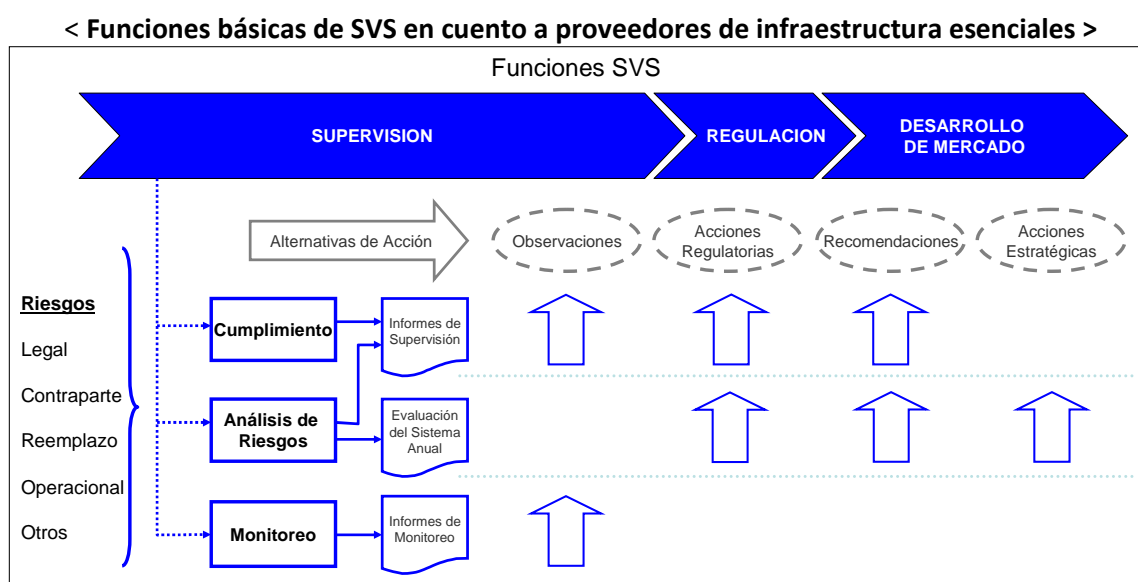 < Funciones básicas de SVS en cuento a proveedores de infraestructura esenciales >
Funciones SVS
SUPERVISION
REGULACION
DESARROLLO
DE MERCADO
Alternativas de Acción
Observaciones
Acciones
Regulatorias
Recomendaciones
Acciones
Estratégicas
Riesgos
Legal
Contraparte
Reemplazo
Operacional
Otros
Cumplimíento
Informes de
Supervisión
Análisis de
Riesgos
Evaluación
del Sistema
Anual
Monitoreo
Informes de
Monitoreo